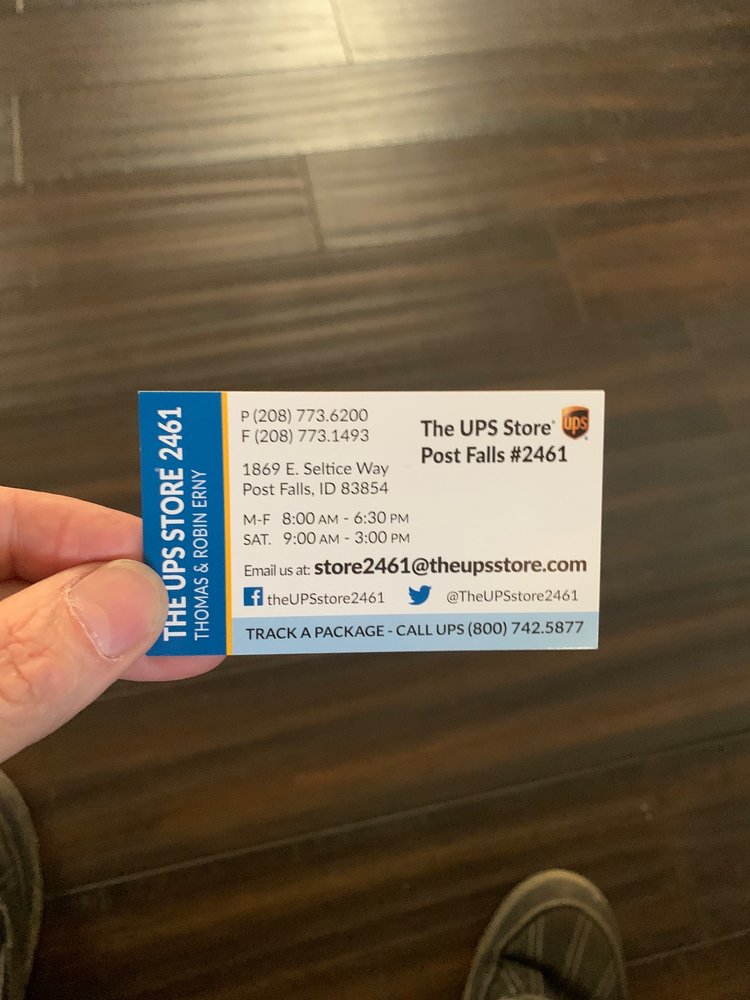 THE UPS STORE® 2461
THOMAS & ROBIN ERNY
P (208) 773.6200
F (208) 773.1493
1869 E. Seltice Way
Post Falls, ID 83854
M-F 8:00 AM - 6:30 PM
SAT. 9:00 AM - 3:00 PM
The UPS Store®
ups
Post Falls #2461
Email us at: store2461@theupsstore.com
f theUPSstore2461 @TheUPSstore2461
TRACK A PACKAGE - CALL UPS (800) 742.5877